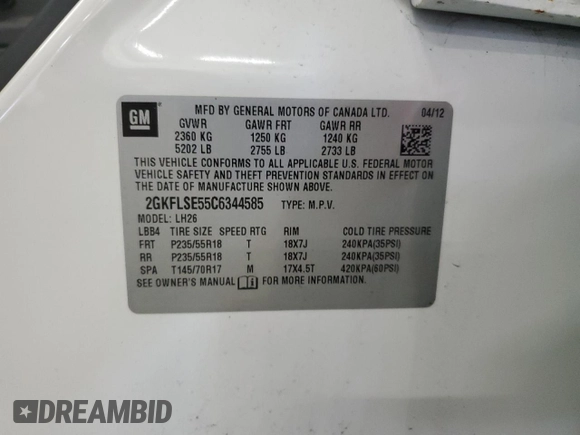 GM
MFD BY GENERAL MOTORS OF CANADA LTD. 04/12
GVWR GAWR FRT GAWR RR
2360 KG 1250 KG 1240 KG
5202 LB 2755 LB 2733 LB
THIS VEHICLE CONFORMS TO ALL APPLICABLE U.S. FEDERAL MOTOR
VEHICLE SAFETY AND THEFT PREVENTION STANDARDS IN EFFECT ON THE
DATE OF MANUFACTURE SHOWN ABOVE.
2GKFLSE55C6344585 TYPE: M.P.V.
MODEL: LH26
LBB4 TIRE SIZE SPEED RTG RIM COLD TIRE PRESSURE
FRT P235/55R18 T 18X7J 240KPA(35PSI)
RR P235/55R18 T 18X7J 240KPA(35PSI)
SPA T145/70R17 M 17X4.5T 420KPA(60PSI)
SEE OWNER'S MANUAL FOR MORE INFORMATION.
DREAMBID